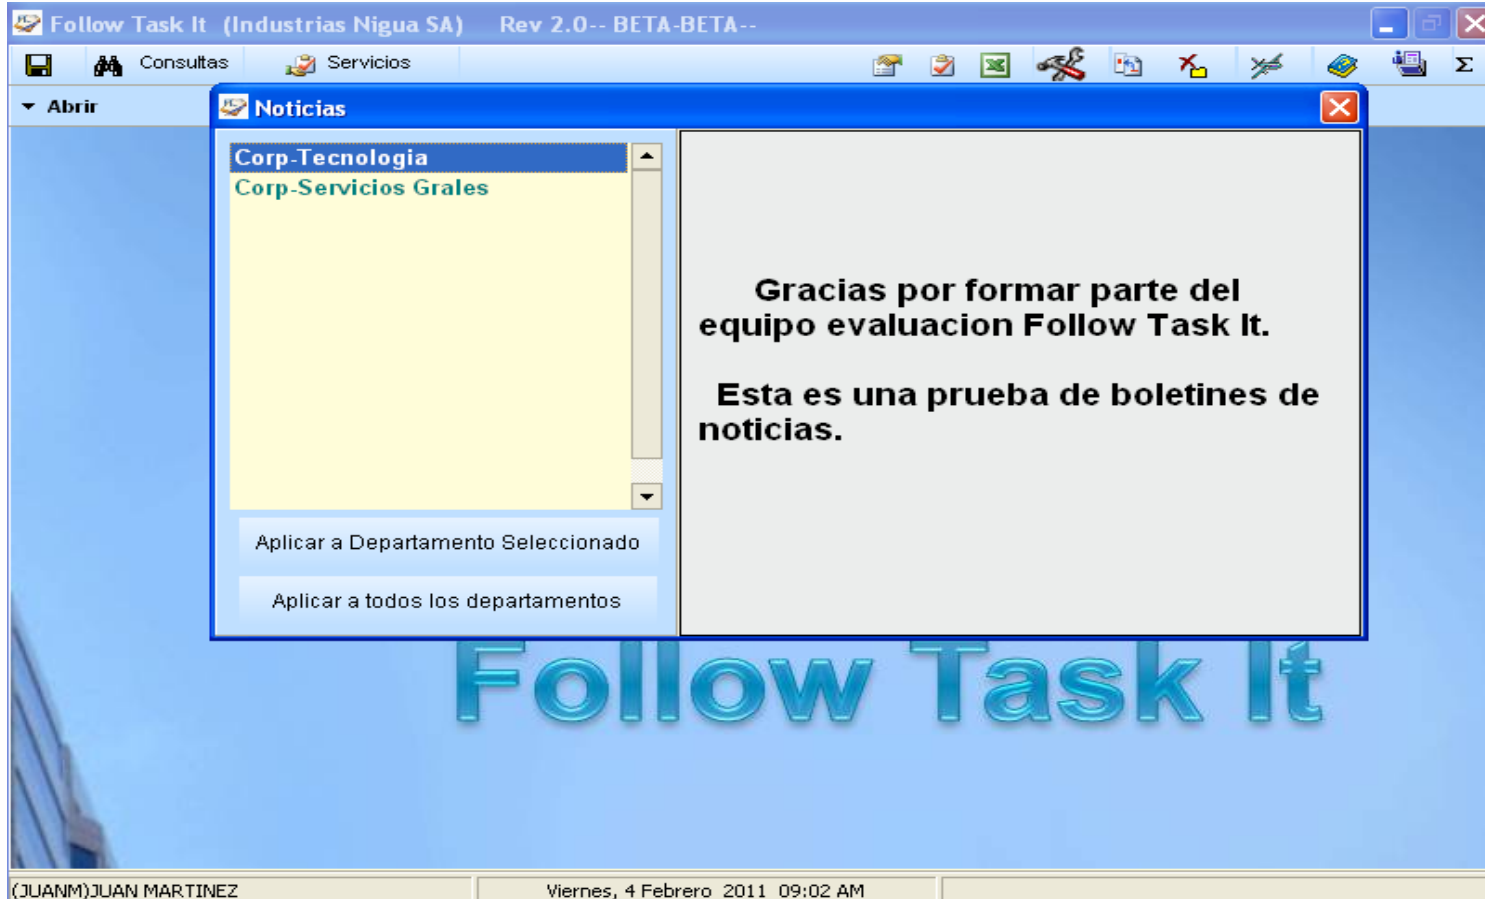 Follow Task It (Industrias Nigua SA) Rev 2.0-- BETA-BETA--
Consultas Servicios Σ
Abrir
Noticias
Corp-Tecnologia
Corp-Servicios Grales
Gracias por formar parte del
equipo evaluacion Follow Task It.
Esta es una prueba de boletines de
noticias.
Aplicar a Departamento Seleccionado
Aplicar a todos los departamentos
Follow Task It
(JUANM)JUAN MARTINEZ Viernes, 4 Febrero 2011 09:02 AM